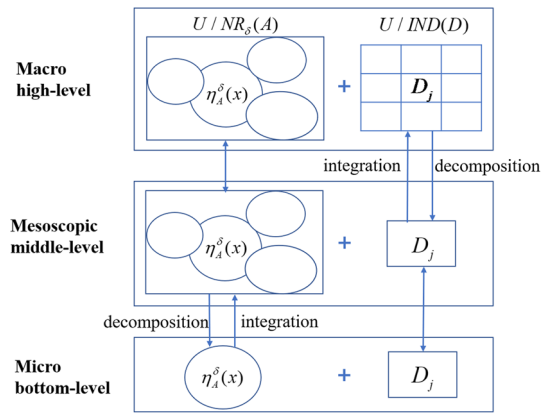 U / NR_δ(A)
U / IND(D)
Macro
high-level
η_A^δ(x)
+
D_j
integration
decomposition
Mesoscopic
middle-level
η_A^δ(x)
+
D_j
decomposition
integration
Micro
bottom-level
η_A^δ(x)
+
D_j